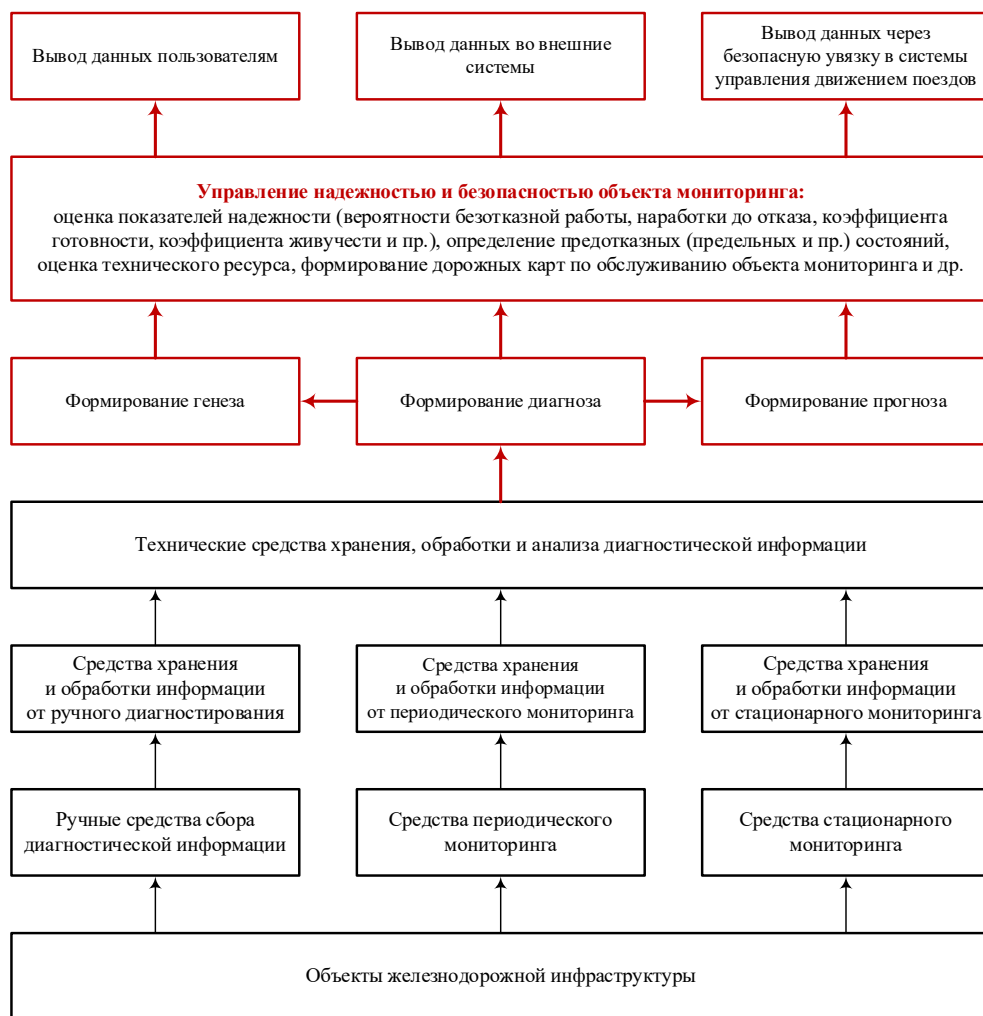 Вывод данных пользователям
Вывод данных во внешние
системы
Вывод данных через
безопасную увязку в системы
управления движением поездов
Управление надежностью и безопасностью объекта мониторинга:
оценка показателей надежности (вероятности безотказной работы, наработки до отказа, коэффициента
готовности, коэффициента живучести и пр.), определение предотказных (предельных и пр.) состояний,
оценка технического ресурса, формирование дорожных карт по обслуживанию объекта мониторинга и др.
Формирование генеза
Формирование диагноза
Формирование прогноза
Технические средства хранения, обработки и анализа диагностической информации
Средства хранения
и обработки информации
от ручного диагностирования
Средства хранения
и обработки информации
от периодического мониторинга
Средства хранения
и обработки информации
от стационарного мониторинга
Ручные средства сбора
диагностической информации
Средства периодического
мониторинга
Средства стационарного
мониторинга
Объекты железнодорожной инфраструктуры